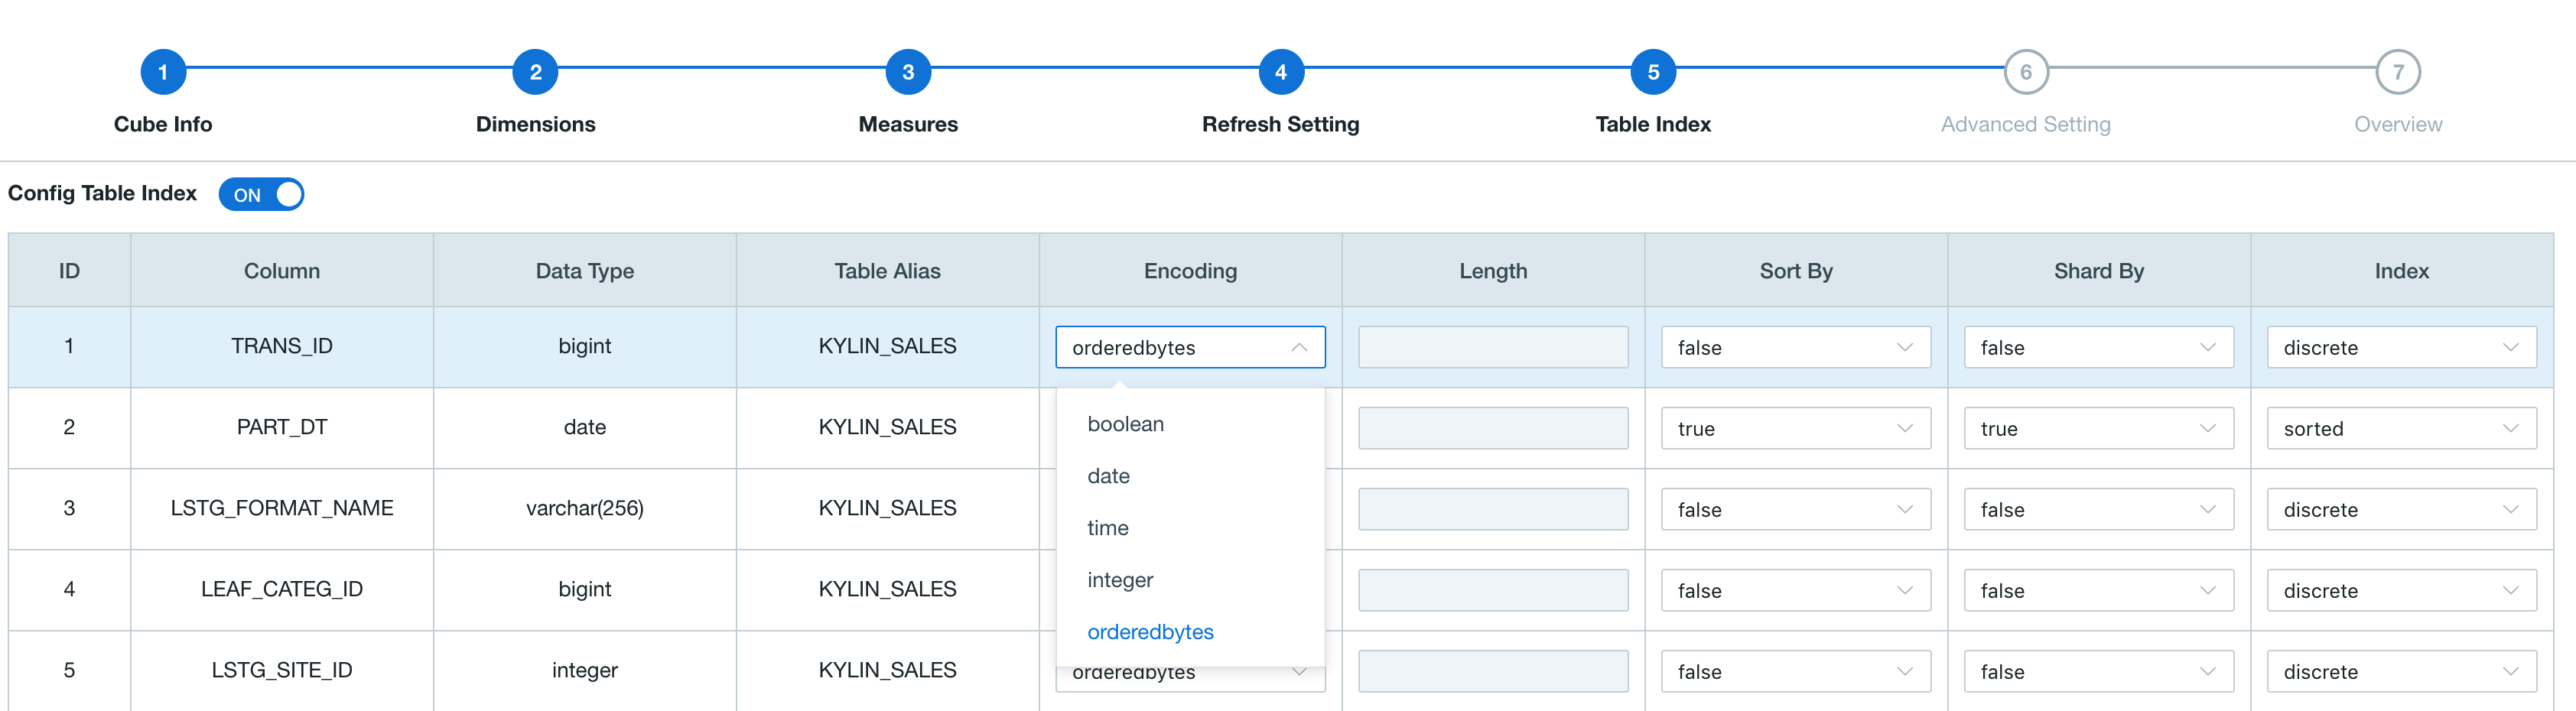 1 2 3 4 5 6 7
Cube Info Dimensions Measures Refresh Setting Table Index Advanced Setting Overview
Config Table Index ON
ID Column Data Type Table Alias Encoding Length Sort By Shard By Index
1 TRANS_ID bigint KYLIN_SALES orderedbytes false false discrete
2 PART_DT date KYLIN_SALES true true sorted
3 LSTG_FORMAT_NAME varchar(256) KYLIN_SALES false false discrete
4 LEAF_CATEG_ID bigint KYLIN_SALES false false discrete
5 LSTG_SITE_ID integer KYLIN_SALES orderedbytes false false discrete
boolean
date
time
integer
orderedbytes